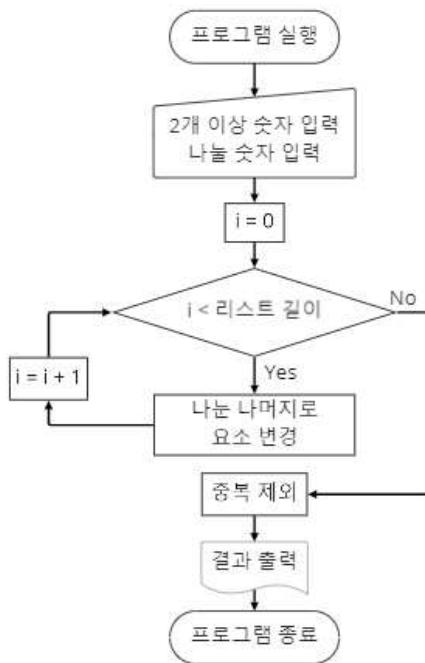 프로그램 실행
2개 이상 숫자 입력
나눌 숫자 입력
i = 0
i < 리스트 길이
No
Yes
i = i + 1
나눈 나머지로
요소 변경
중복 제외
결과 출력
프로그램 종료